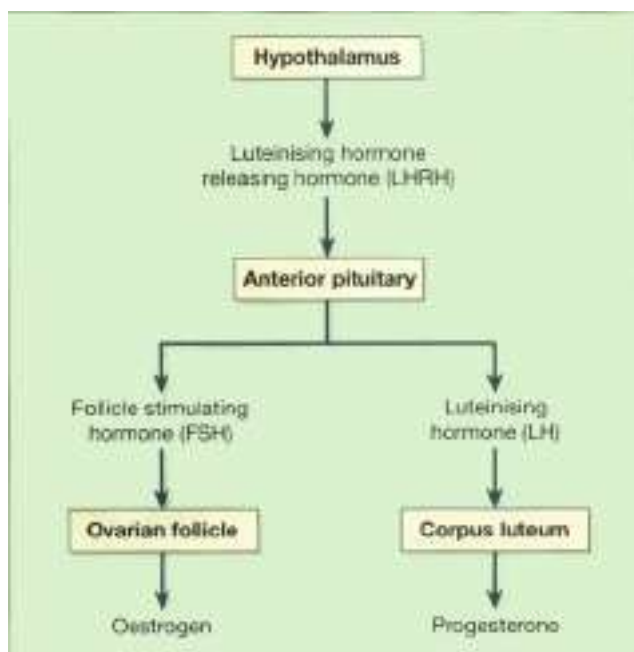 Hypothalamus
Luteinising hormone
releasing hormone (LHRH)
Anterior pituitary
Follicle stimulating
hormone (FSH)
Luteinising
hormone (LH)
Ovarian follicle
Corpus luteum
Oestrogen
Progesterone